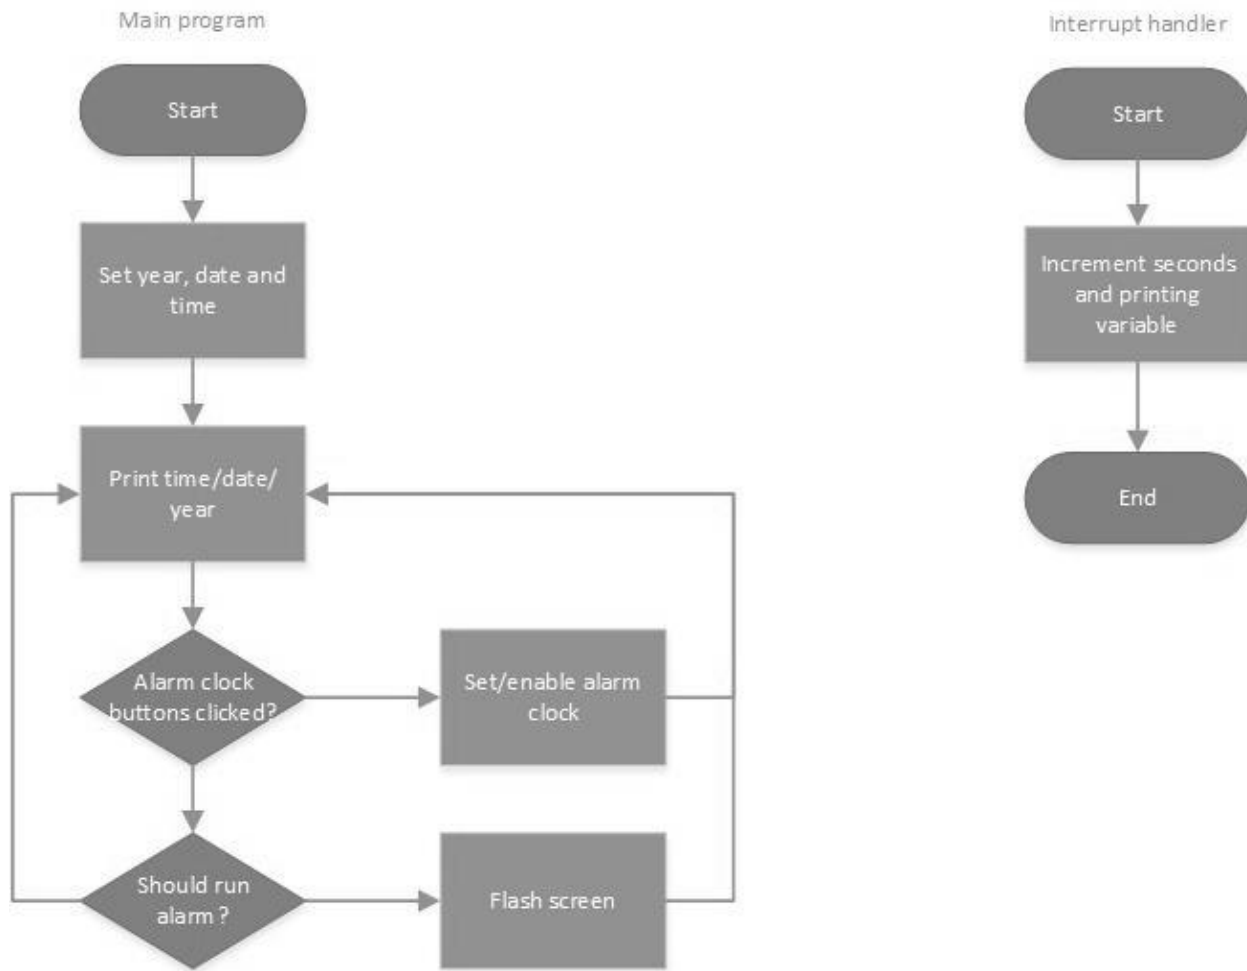 Main program
Start
Set year, date and
time
Print time/date/
year
Alarm clock
buttons clicked?
Set/enable alarm
clock
Should run
alarm ?
Flash screen
Interrupt handler
Start
Increment seconds
and printing
variable
End